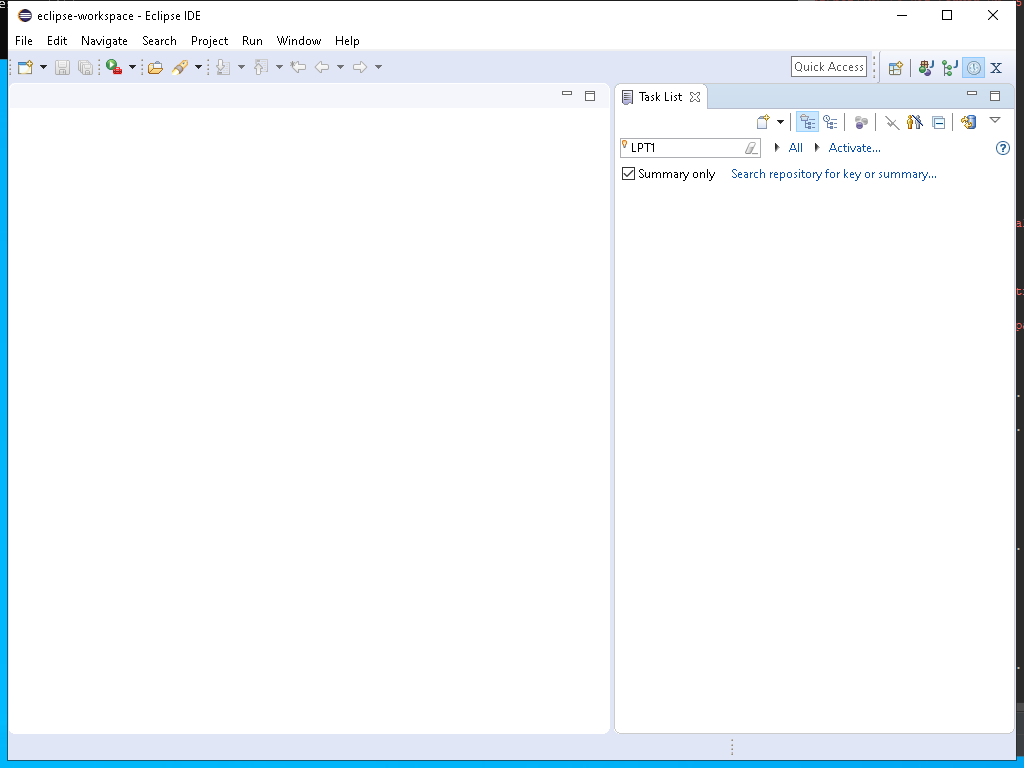 eclipse-workspace - Eclipse IDE
File Edit Navigate Search Project Run Window Help
Quick Access
Task List
LPT1 All Activate...
Summary only Search repository for key or summary...